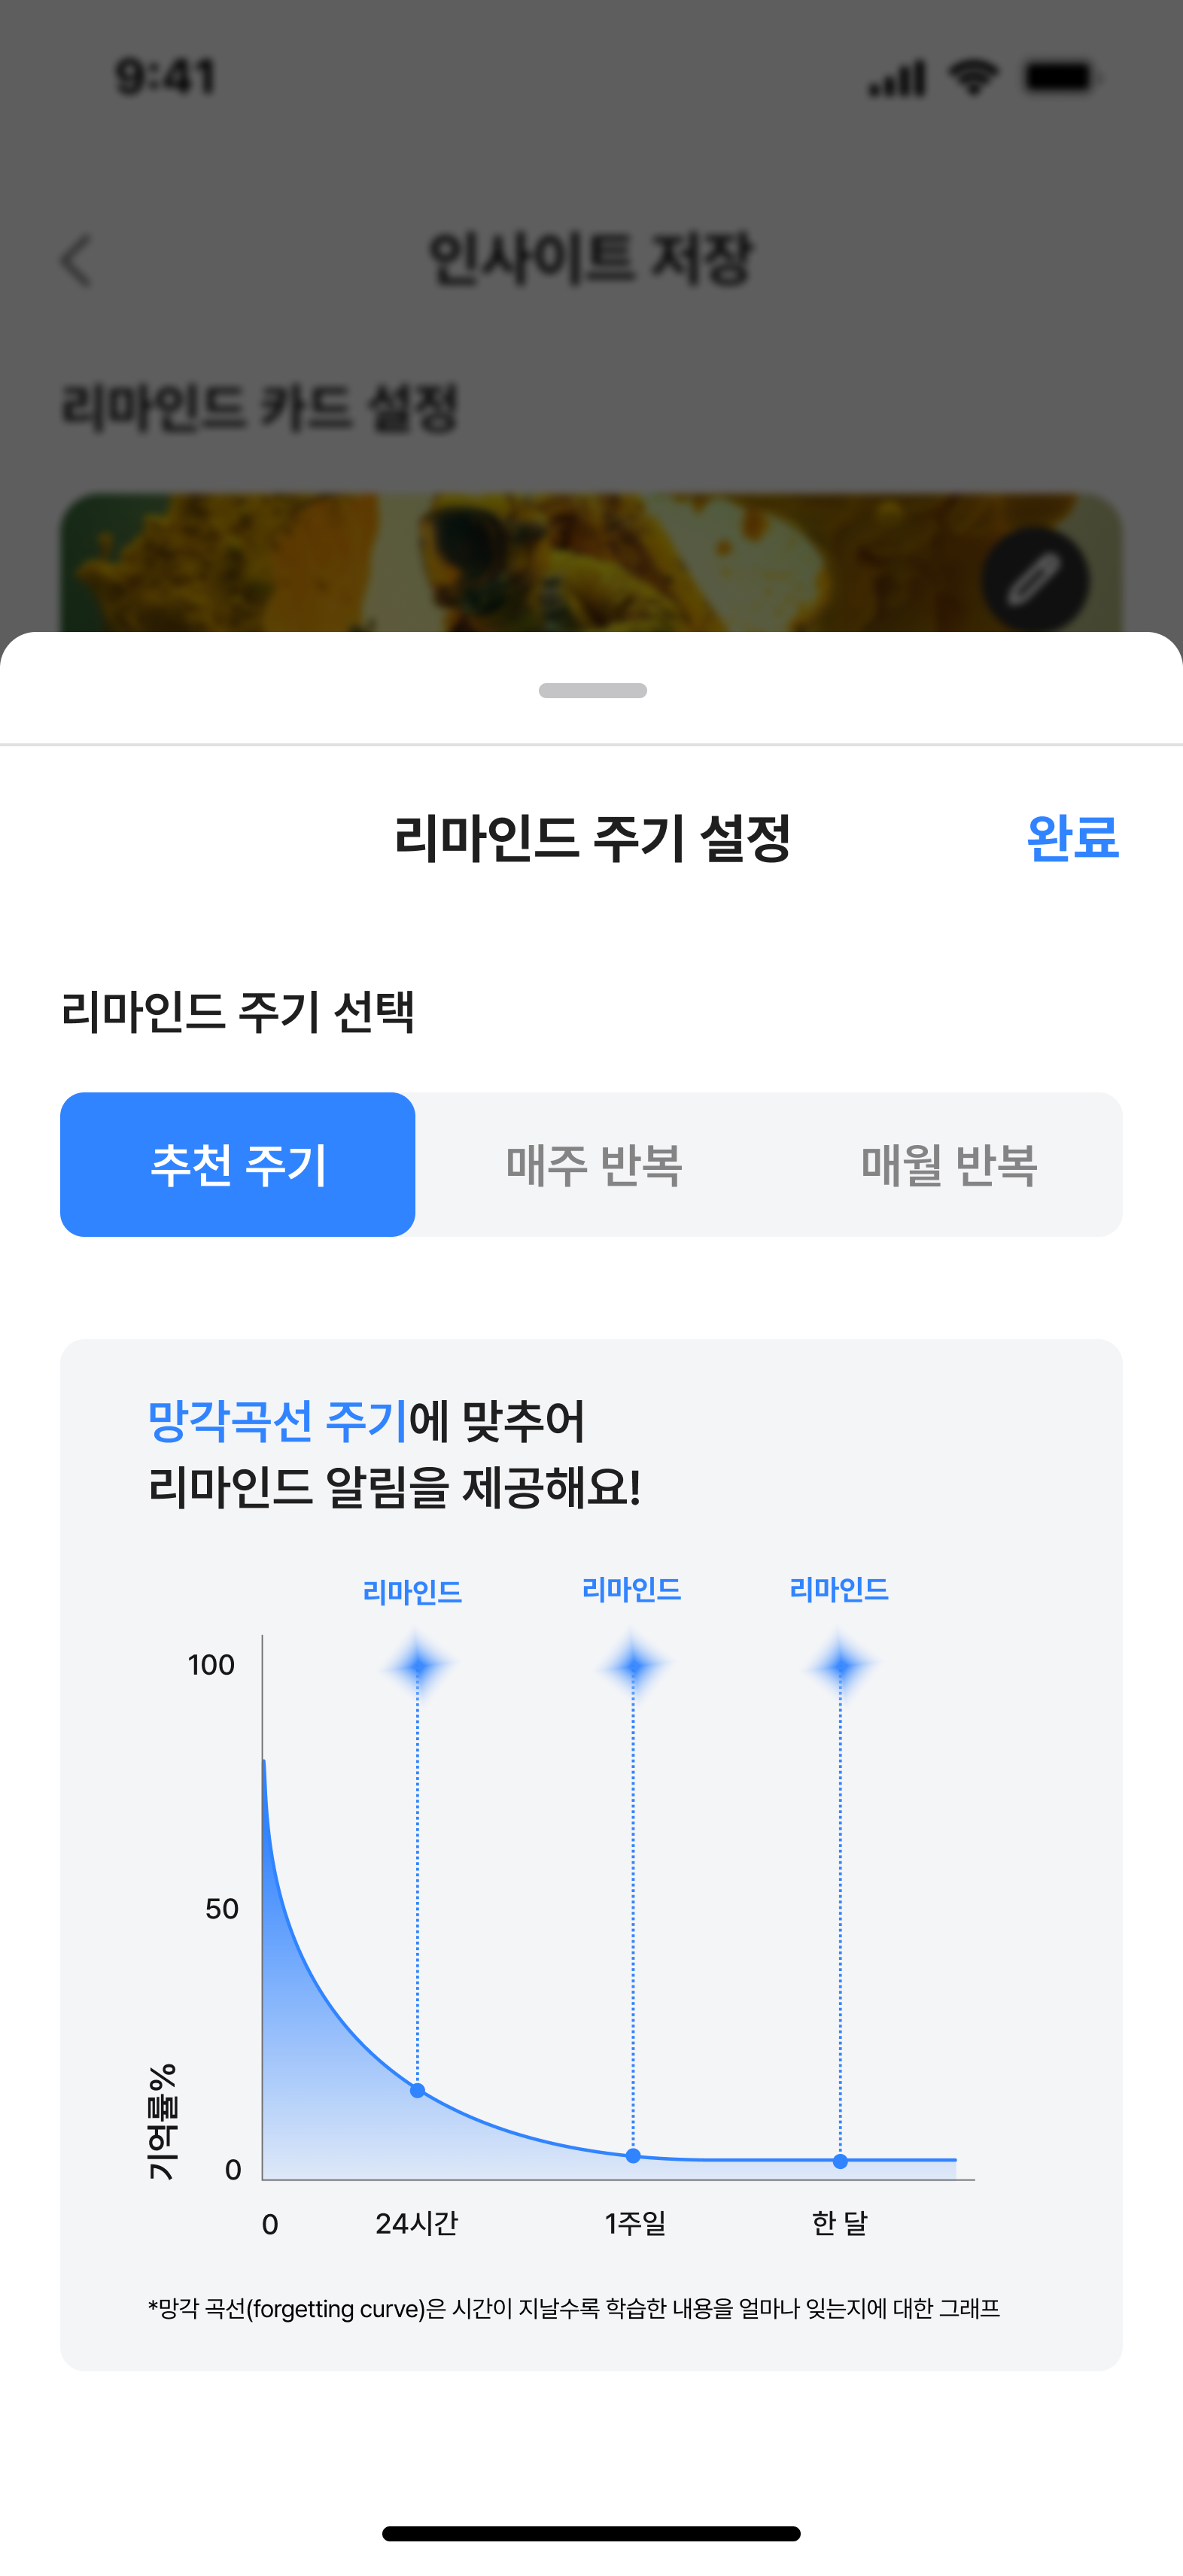 9:41
인사이트 저장
리마인드 카드 설정
리마인드 주기 설정
완료
리마인드 주기 선택
추천 주기
매주 반복
매월 반복
망각곡선 주기에 맞추어
리마인드 알림을 제공해요!
리마인드
리마인드
리마인드
100
50
기억률%
0
0
24시간
1주일
한 달
*망각 곡선(forgetting curve)은 시간이 지날수록 학습한 내용을 얼마나 잊는지에 대한 그래프